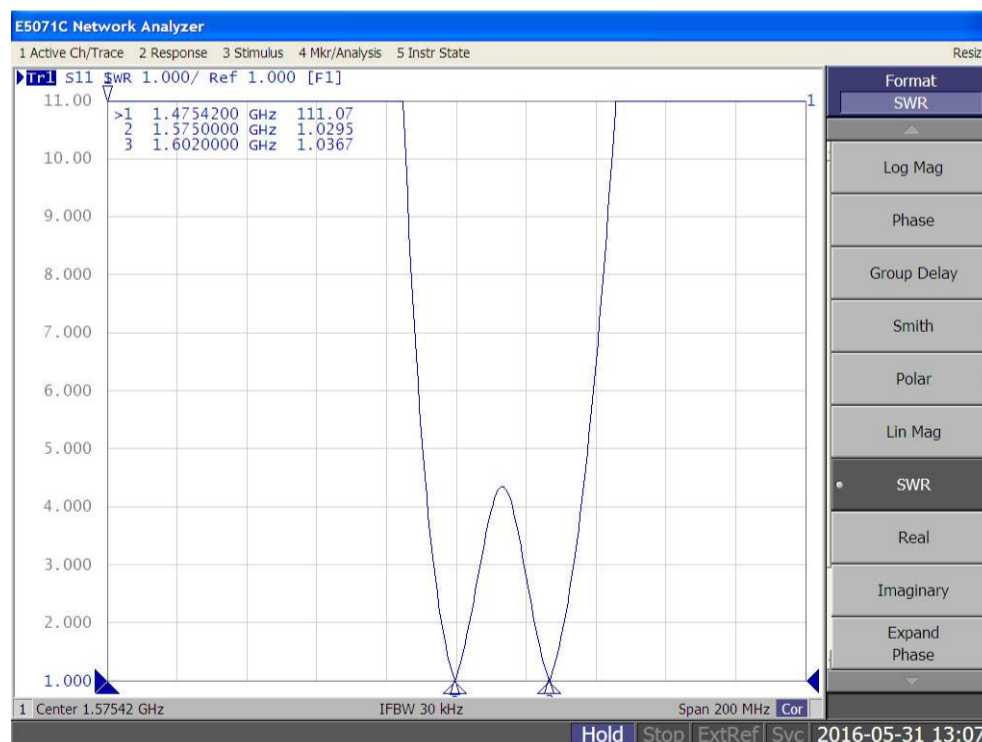 E5071C Network Analyzer
1 Active Ch/Trace 2 Response 3 Stimulus 4 Mkr/Analysis 5 Instr State
Resiz
Tr1 S11 SWR 1.000/ Ref 1.000 [F1]
11.00
10.00
9.000
8.000
7.000
6.000
5.000
4.000
3.000
2.000
1.000
>1 1.4754200 GHz 111.07
2 1.5750000 GHz 1.0295
3 1.6020000 GHz 1.0367
1
Format
SWR
Log Mag
Phase
Group Delay
Smith
Polar
Lin Mag
SWR
Real
Imaginary
Expand
Phase
1 Center 1.57542 GHz IFBW 30 kHz Span 200 MHz Cor
Hold Stop ExtRef Svc 2016-05-31 13:07